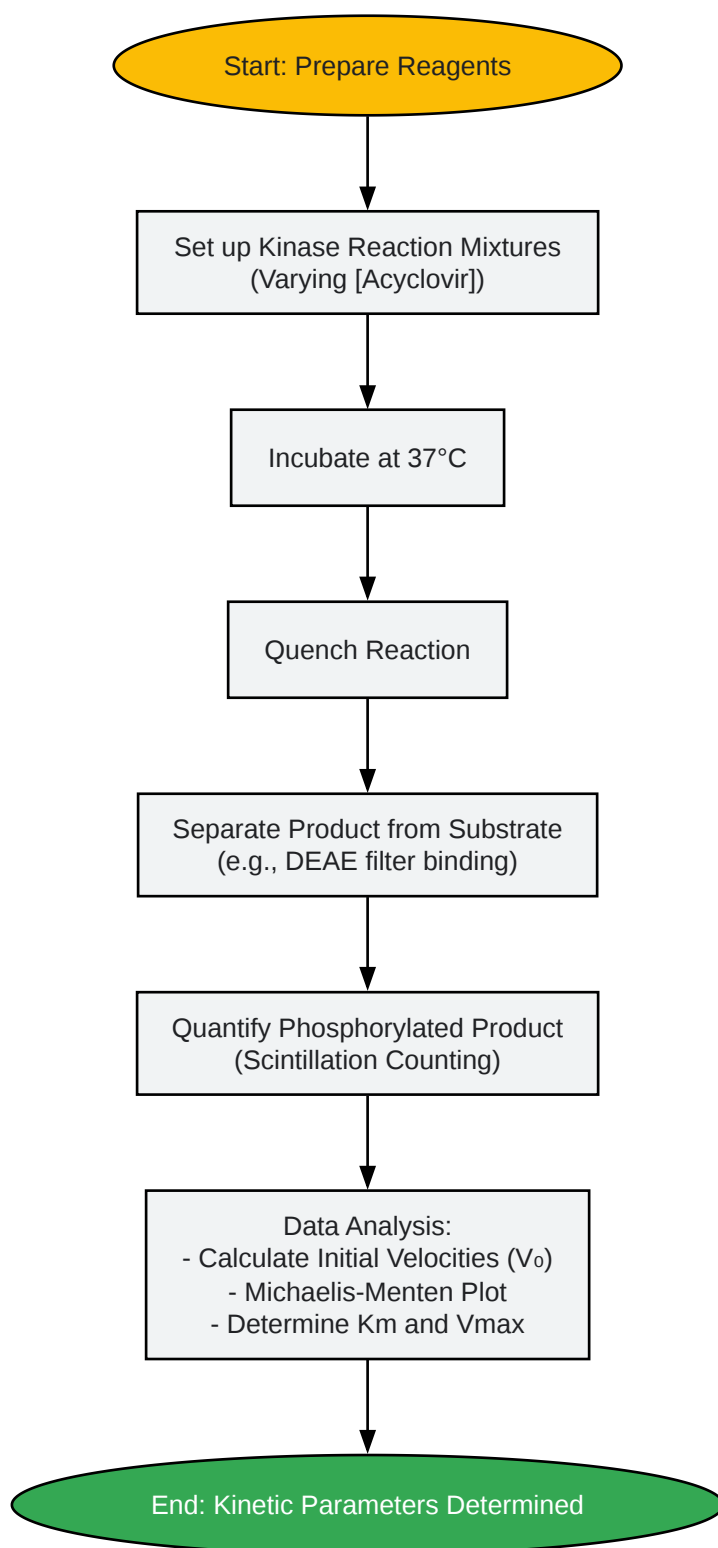 Start: Prepare Reagents
Set up Kinase Reaction Mixtures
(Varying [Acyclovir])
Incubate at 37°C
Quench Reaction
Separate Product from Substrate
(e.g., DEAE filter binding)
Quantify Phosphorylated Product
(Scintillation Counting)
Data Analysis:
- Calculate Initial Velocities (V₀)
- Michaelis-Menten Plot
- Determine Km and Vmax
End: Kinetic Parameters Determined